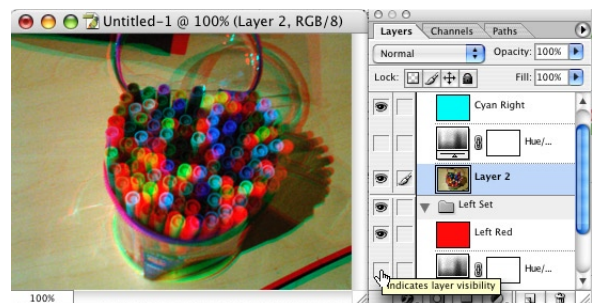 Untitled-1 @ 100% (Layer 2, RGB/8)
100%
Layers Channels Paths
Normal Opacity: 100%
Lock: Fill: 100%
Cyan Right
Hue/...
Layer 2
Left Set
Left Red
Hue/...
Indicates layer visibility